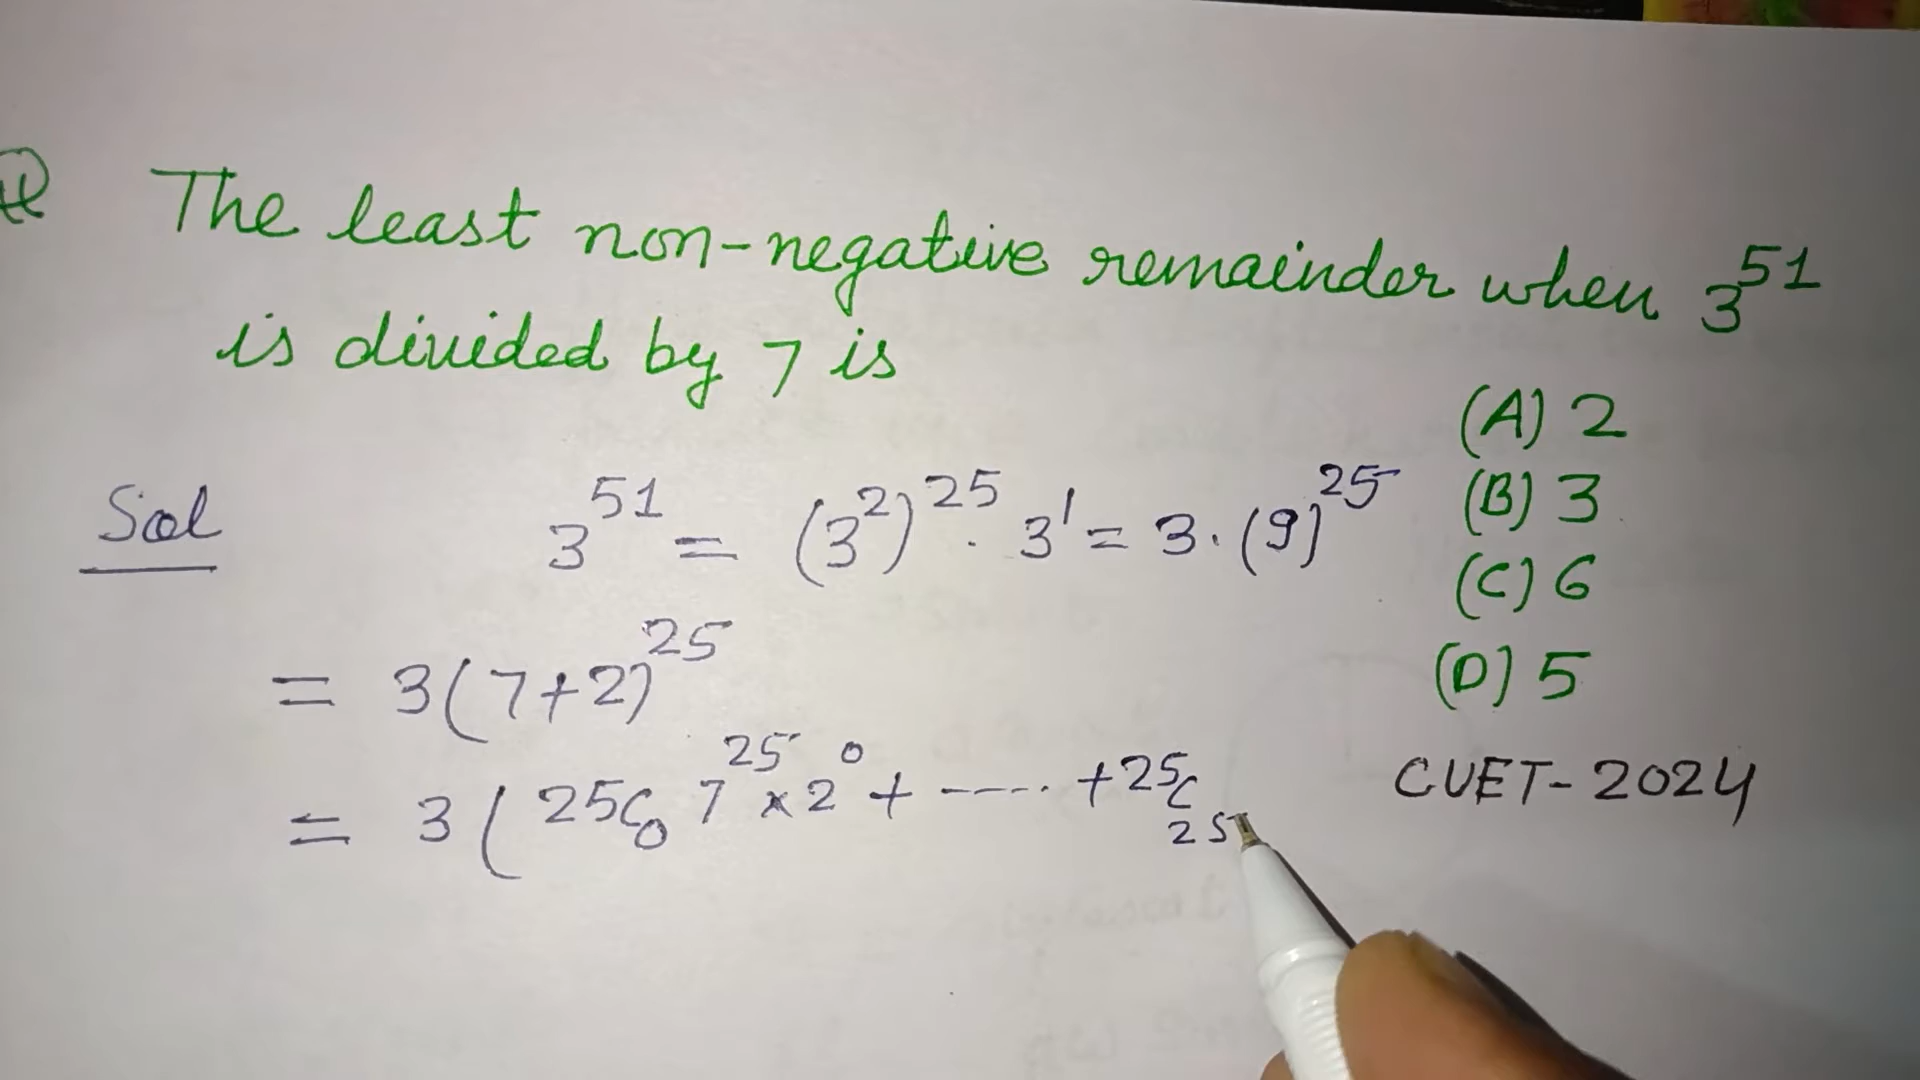 The least non-negative remainder when 3^51
is divided by 7 is
(A) 2
(B) 3
(C) 6
(D) 5
CUET-2024
Sol
3^51 = (3^2)^25 . 3^1 = 3 . (9)^25
= 3(7+2)^25
= 3(25C_0 7^25 × 2^0 + ----.. + 25C_25